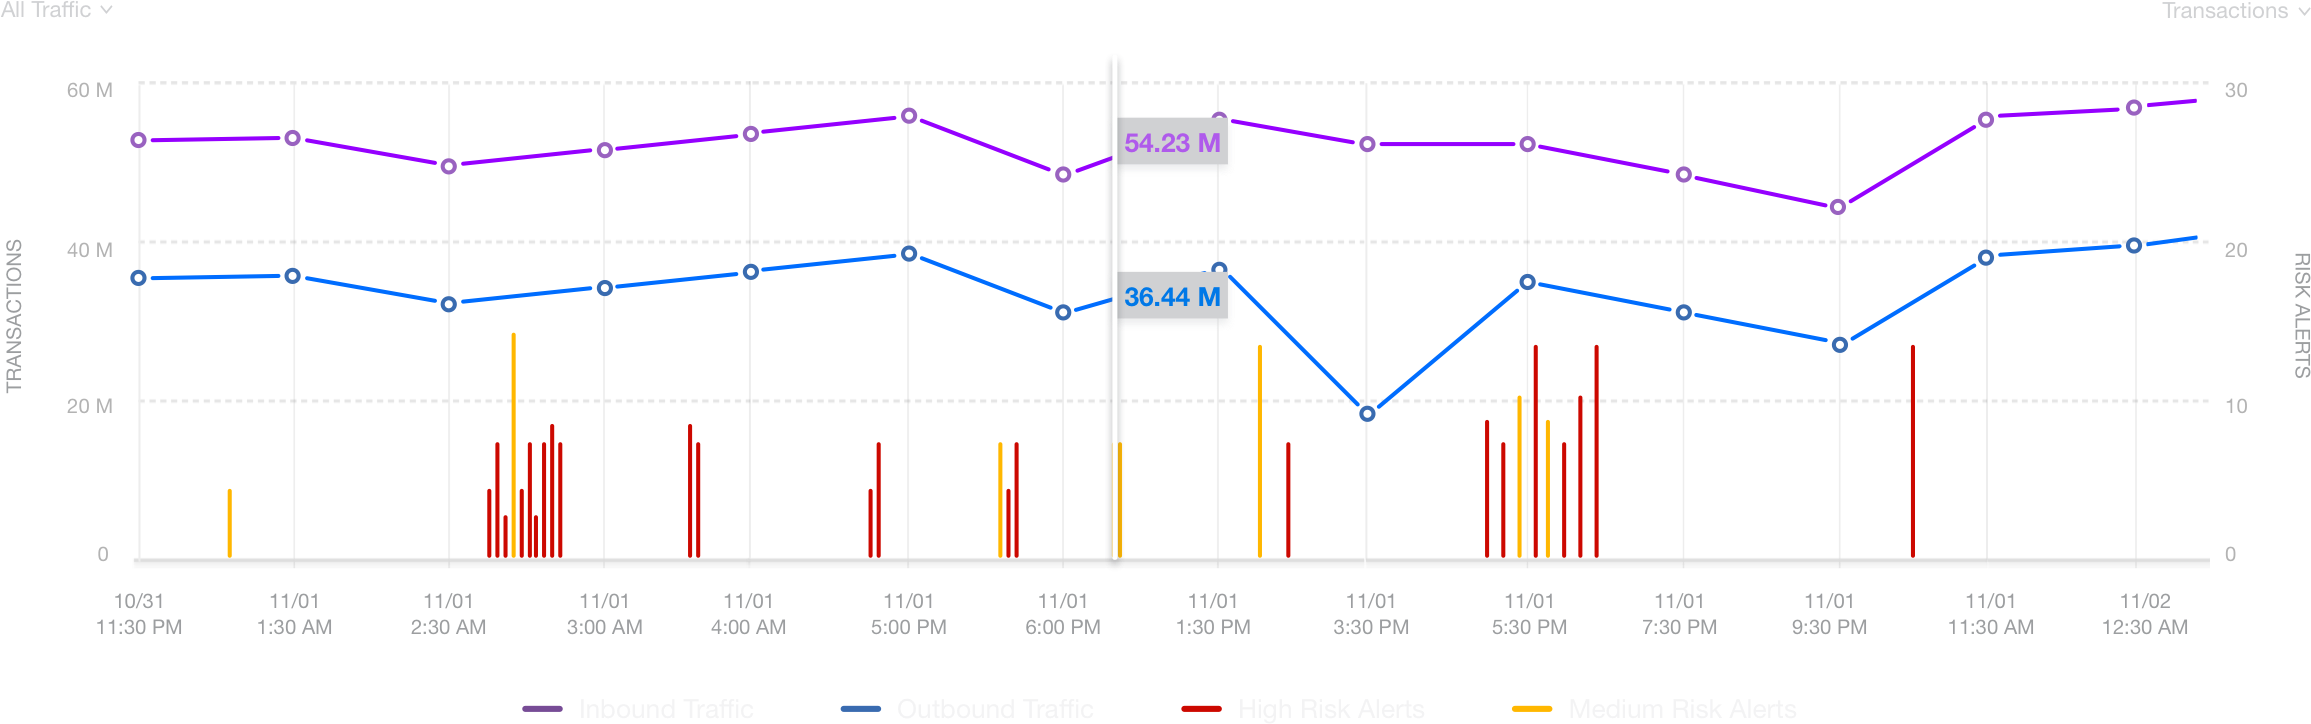 All Traffic
Transactions
60 M
30
54.23 M
40 M
20
36.44 M
TRANSACTIONS
RISK ALERTS
20 M
10
0
0
10/31 11/01 11/01 11/01 11/01 11/01 11/01 11/01 11/01 11/01 11/01 11/01 11/01 11/02
11:30 PM 1:30 AM 2:30 AM 3:00 AM 4:00 AM 5:00 PM 6:00 PM 1:30 PM 3:30 PM 5:30 PM 7:30 PM 9:30 PM 11:30 AM 12:30 AM
Inbound Traffic Outbound Traffic High Risk Alerts Medium Risk Alerts